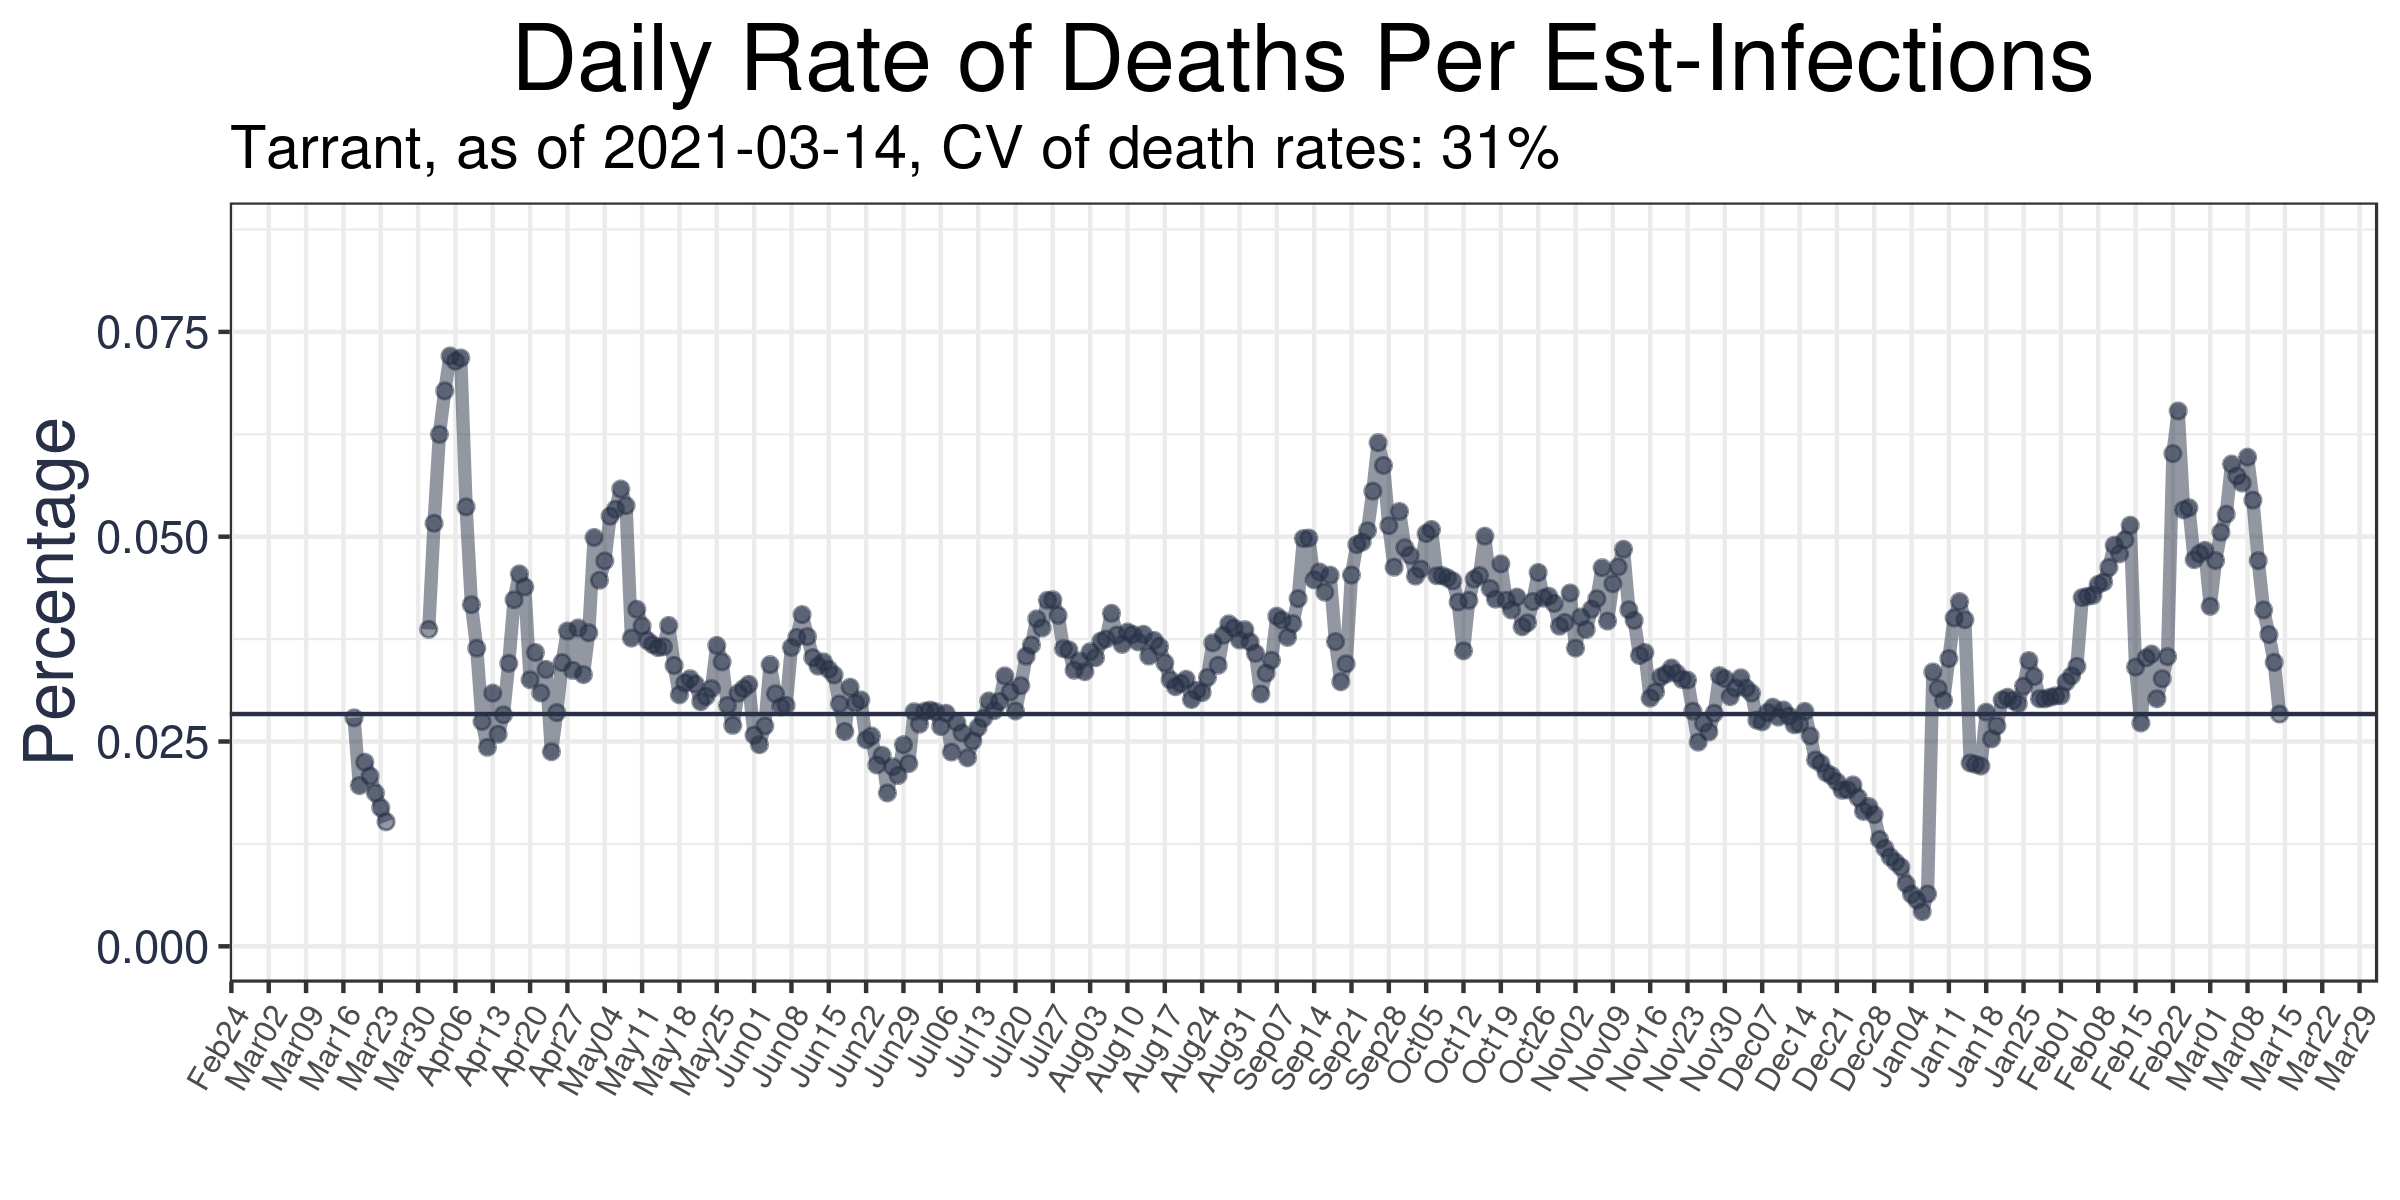 Daily Rate of Deaths Per Est-Infections
Tarrant, as of 2021-03-14, CV of death rates: 31%
Percentage
0.075
0.050
0.025
0.000
Feb24
Mar02
Mar09
Mar16
Mar23
Mar30
Apr06
Apr13
Apr20
Apr27
May04
May11
May18
May25
Jun01
Jun08
Jun15
Jun22
Jun29
Jul06
Jul13
Jul20
Jul27
Aug03
Aug10
Aug17
Aug24
Aug31
Sep07
Sep14
Sep21
Sep28
Oct05
Oct12
Oct19
Oct26
Nov02
Nov09
Nov16
Nov23
Nov30
Dec07
Dec14
Dec21
Dec28
Jan04
Jan11
Jan18
Jan25
Feb01
Feb08
Feb15
Feb22
Mar01
Mar08
Mar15
Mar22
Mar29